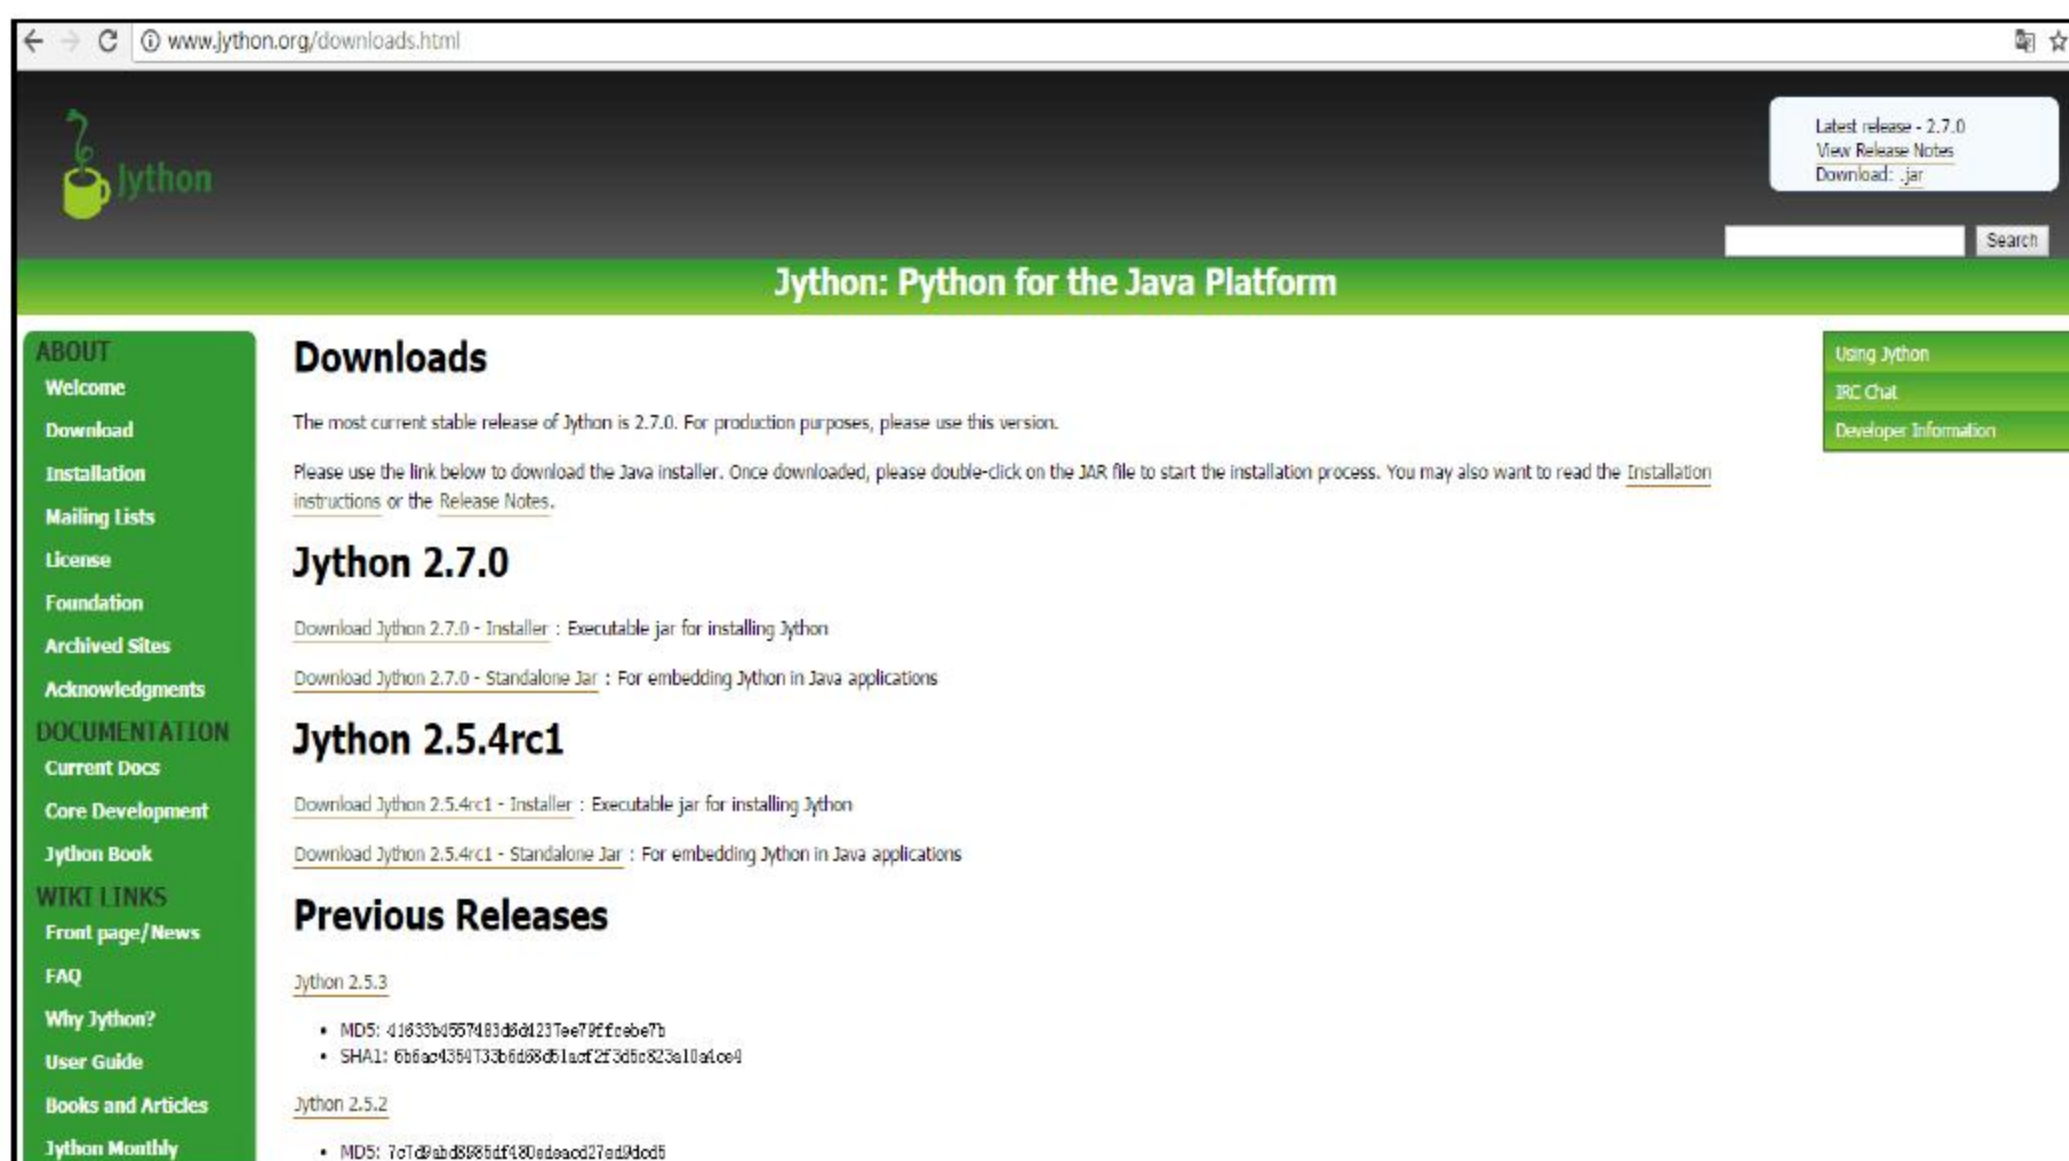 www.jython.org/downloads.html
Jython
Latest release - 2.7.0
View Release Notes
Download: .jar
Search
Jython: Python for the Java Platform
ABOUT
Welcome
Download
Installation
Mailing Lists
License
Foundation
Archived Sites
Acknowledgments
DOCUMENTATION
Current Docs
Core Development
Jython Book
WIKI LINKS
Front page/News
FAQ
Why Jython?
User Guide
Books and Articles
Jython Monthly
Downloads
The most current stable release of Jython is 2.7.0. For production purposes, please use this version.
Please use the link below to download the Java installer. Once downloaded, please double-click on the JAR file to start the installation process. You may also want to read the Installation
instructions or the Release Notes.
Jython 2.7.0
Download Jython 2.7.0 - Installer : Executable jar for installing Jython
Download Jython 2.7.0 - Standalone Jar : For embedding Jython in Java applications
Jython 2.5.4rc1
Download Jython 2.5.4rc1 - Installer : Executable jar for installing Jython
Download Jython 2.5.4rc1 - Standalone Jar : For embedding Jython in Java applications
Previous Releases
Jython 2.5.3
• MD5:
• SHA1:
Jython 2.5.2
• MD5:
Using Jython
IRC Chat
Developer Information